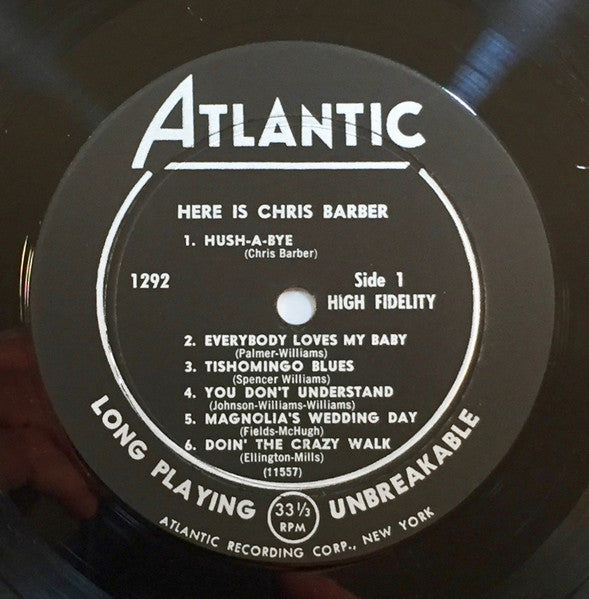 ATLANTIC
HERE IS CHRIS BARBER
1. HUSH-A-BYE
(Chris Barber)
1292
Side 1
HIGH FIDELITY
2. EVERYBODY LOVES MY BABY
(Palmer-Williams)
3. TISHOMINGO BLUES
(Spencer Williams)
4. YOU DON'T UNDERSTAND
(Johnson-Williams-Williams)
5. MAGNOLIA'S WEDDING DAY
(Fields-McHugh)
6. DOIN' THE CRAZY WALK
(Ellington-Mills)
(11557)
LONG PLAYING UNBREAKABLE
33 1/3
RPM
ATLANTIC RECORDING CORP., NEW YORK